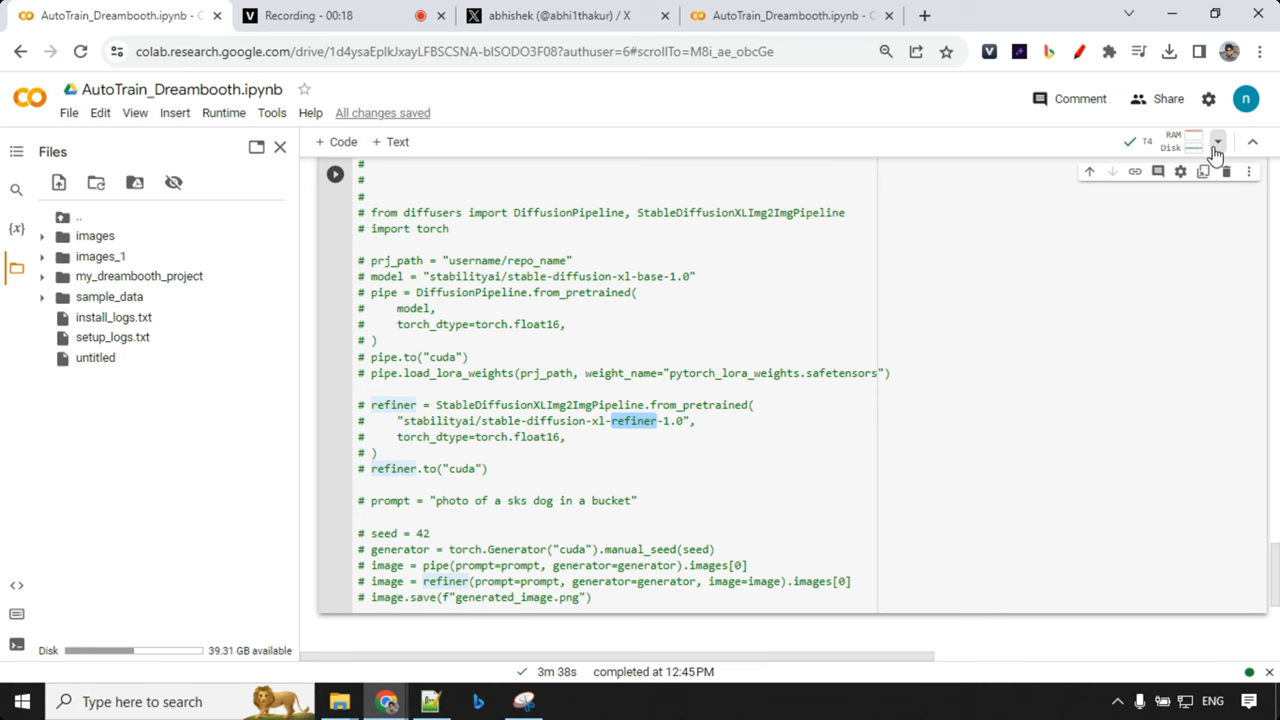 AutoTrain_Dreambooth.ipynb - C
Recording - 00:18
abhishek (@abhi1thakur) / X
AutoTrain_Dreambooth.ipynb - C
colab.research.google.com/drive/1d4ysaEplkJxayLFBSCSNA-blSODO3F08?authuser=6#scrollTo=M8i_ae_obcGe
AutoTrain_Dreambooth.ipynb
File Edit View Insert Runtime Tools Help All changes saved
Comment Share n
Files
+ Code + Text
T4 RAM
Disk
..
images
images_1
my_dreambooth_project
sample_data
install_logs.txt
setup_logs.txt
untitled
Disk 39.31 GB available
#
#
#
# from diffusers import DiffusionPipeline, StableDiffusionXLImg2ImgPipeline
# import torch
# prj_path = "username/repo_name"
# model = "stabilityai/stable-diffusion-xl-base-1.0"
# pipe = DiffusionPipeline.from_pretrained(
# model,
# torch_dtype=torch.float16,
# )
# pipe.to("cuda")
# pipe.load_lora_weights(prj_path, weight_name="pytorch_lora_weights.safetensors")
# refiner = StableDiffusionXLImg2ImgPipeline.from_pretrained(
# "stabilityai/stable-diffusion-xl-refiner-1.0",
# torch_dtype=torch.float16,
# )
# refiner.to("cuda")
# prompt = "photo of a sks dog in a bucket"
# seed = 42
# generator = torch.Generator("cuda").manual_seed(seed)
# image = pipe(prompt=prompt, generator=generator).images[0]
# image = refiner(prompt=prompt, generator=generator, image=image).images[0]
# image.save(f"generated_image.png")
3m 38s completed at 12:45PM
Type here to search
ENG